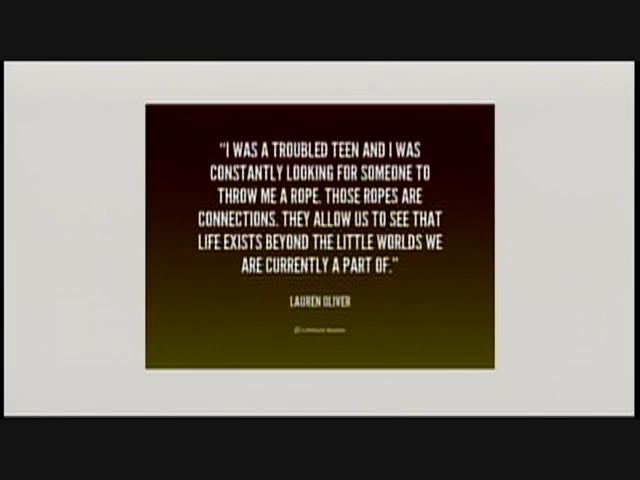 "I WAS A TROUBLED TEEN AND I WAS
CONSTANTLY LOOKING FOR SOMEONE TO
THROW ME A ROPE. THOSE ROPES ARE
CONNECTIONS. THEY ALLOW US TO SEE THAT
LIFE EXISTS BEYOND THE LITTLE WORLDS WE
ARE CURRENTLY A PART OF."
LAUREN OLIVER